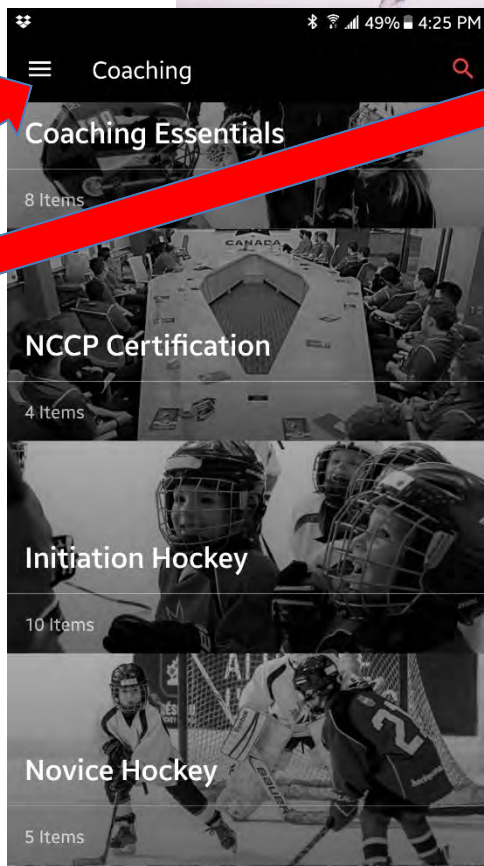 49% 4:25 PM
Coaching
Coaching Essentials
8 Items
CANADA
NCCP Certification
4 Items
Initiation Hockey
10 Items
Novice Hockey
5 Items